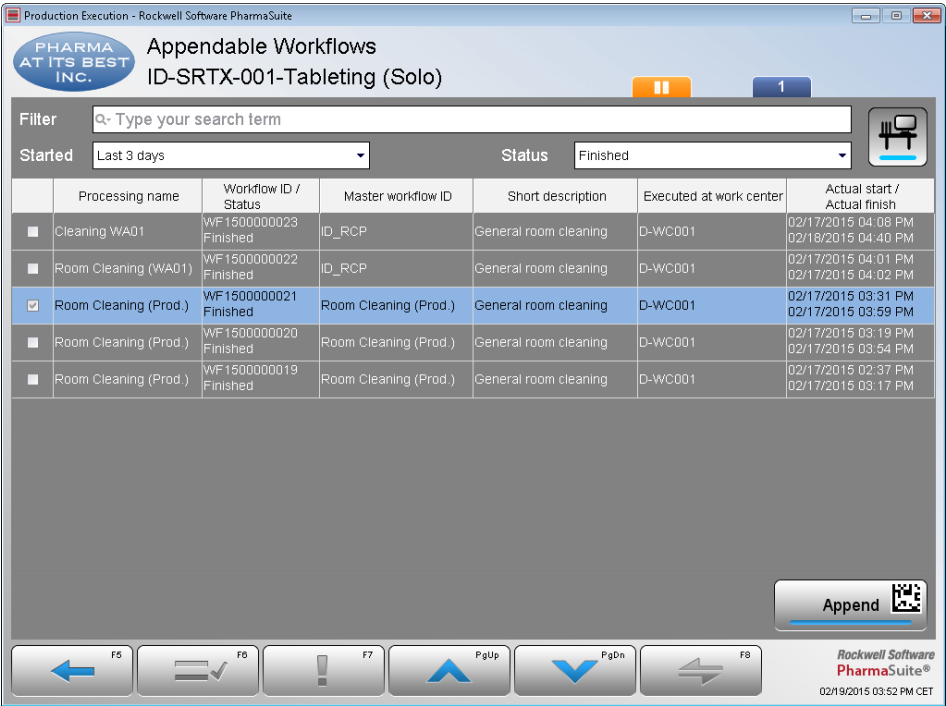 Production Execution - Rockwell Software PharmaSuite
PHARMA
AT ITS BEST
INC.
Appendable Workflows
ID-SRTX-001-Tableting (Solo)
1
Filter
Type your search term
Started
Last 3 days
Status
Finished
Processing name
Workflow ID /
Status
Master workflow ID
Short description
Executed at work center
Actual start /
Actual finish
Cleaning WA01
WF1500000023
Finished
ID_RCP
General room cleaning
D-WC001
02/17/2015 04:08 PM
02/18/2015 04:40 PM
Room Cleaning (WA01)
WF1500000022
Finished
ID_RCP
General room cleaning
D-WC001
02/17/2015 04:01 PM
02/17/2015 04:02 PM
Room Cleaning (Prod.)
WF1500000021
Finished
Room Cleaning (Prod.)
General room cleaning
D-WC001
02/17/2015 03:31 PM
02/17/2015 03:59 PM
Room Cleaning (Prod.)
WF1500000020
Finished
Room Cleaning (Prod.)
General room cleaning
D-WC001
02/17/2015 03:19 PM
02/17/2015 03:54 PM
Room Cleaning (Prod.)
WF1500000019
Finished
Room Cleaning (Prod.)
General room cleaning
D-WC001
02/17/2015 02:37 PM
02/17/2015 03:17 PM
Append
F5
F6
F7
PgUp
PgDn
F8
Rockwell Software
PharmaSuite®
02/19/2015 03:52 PM CET